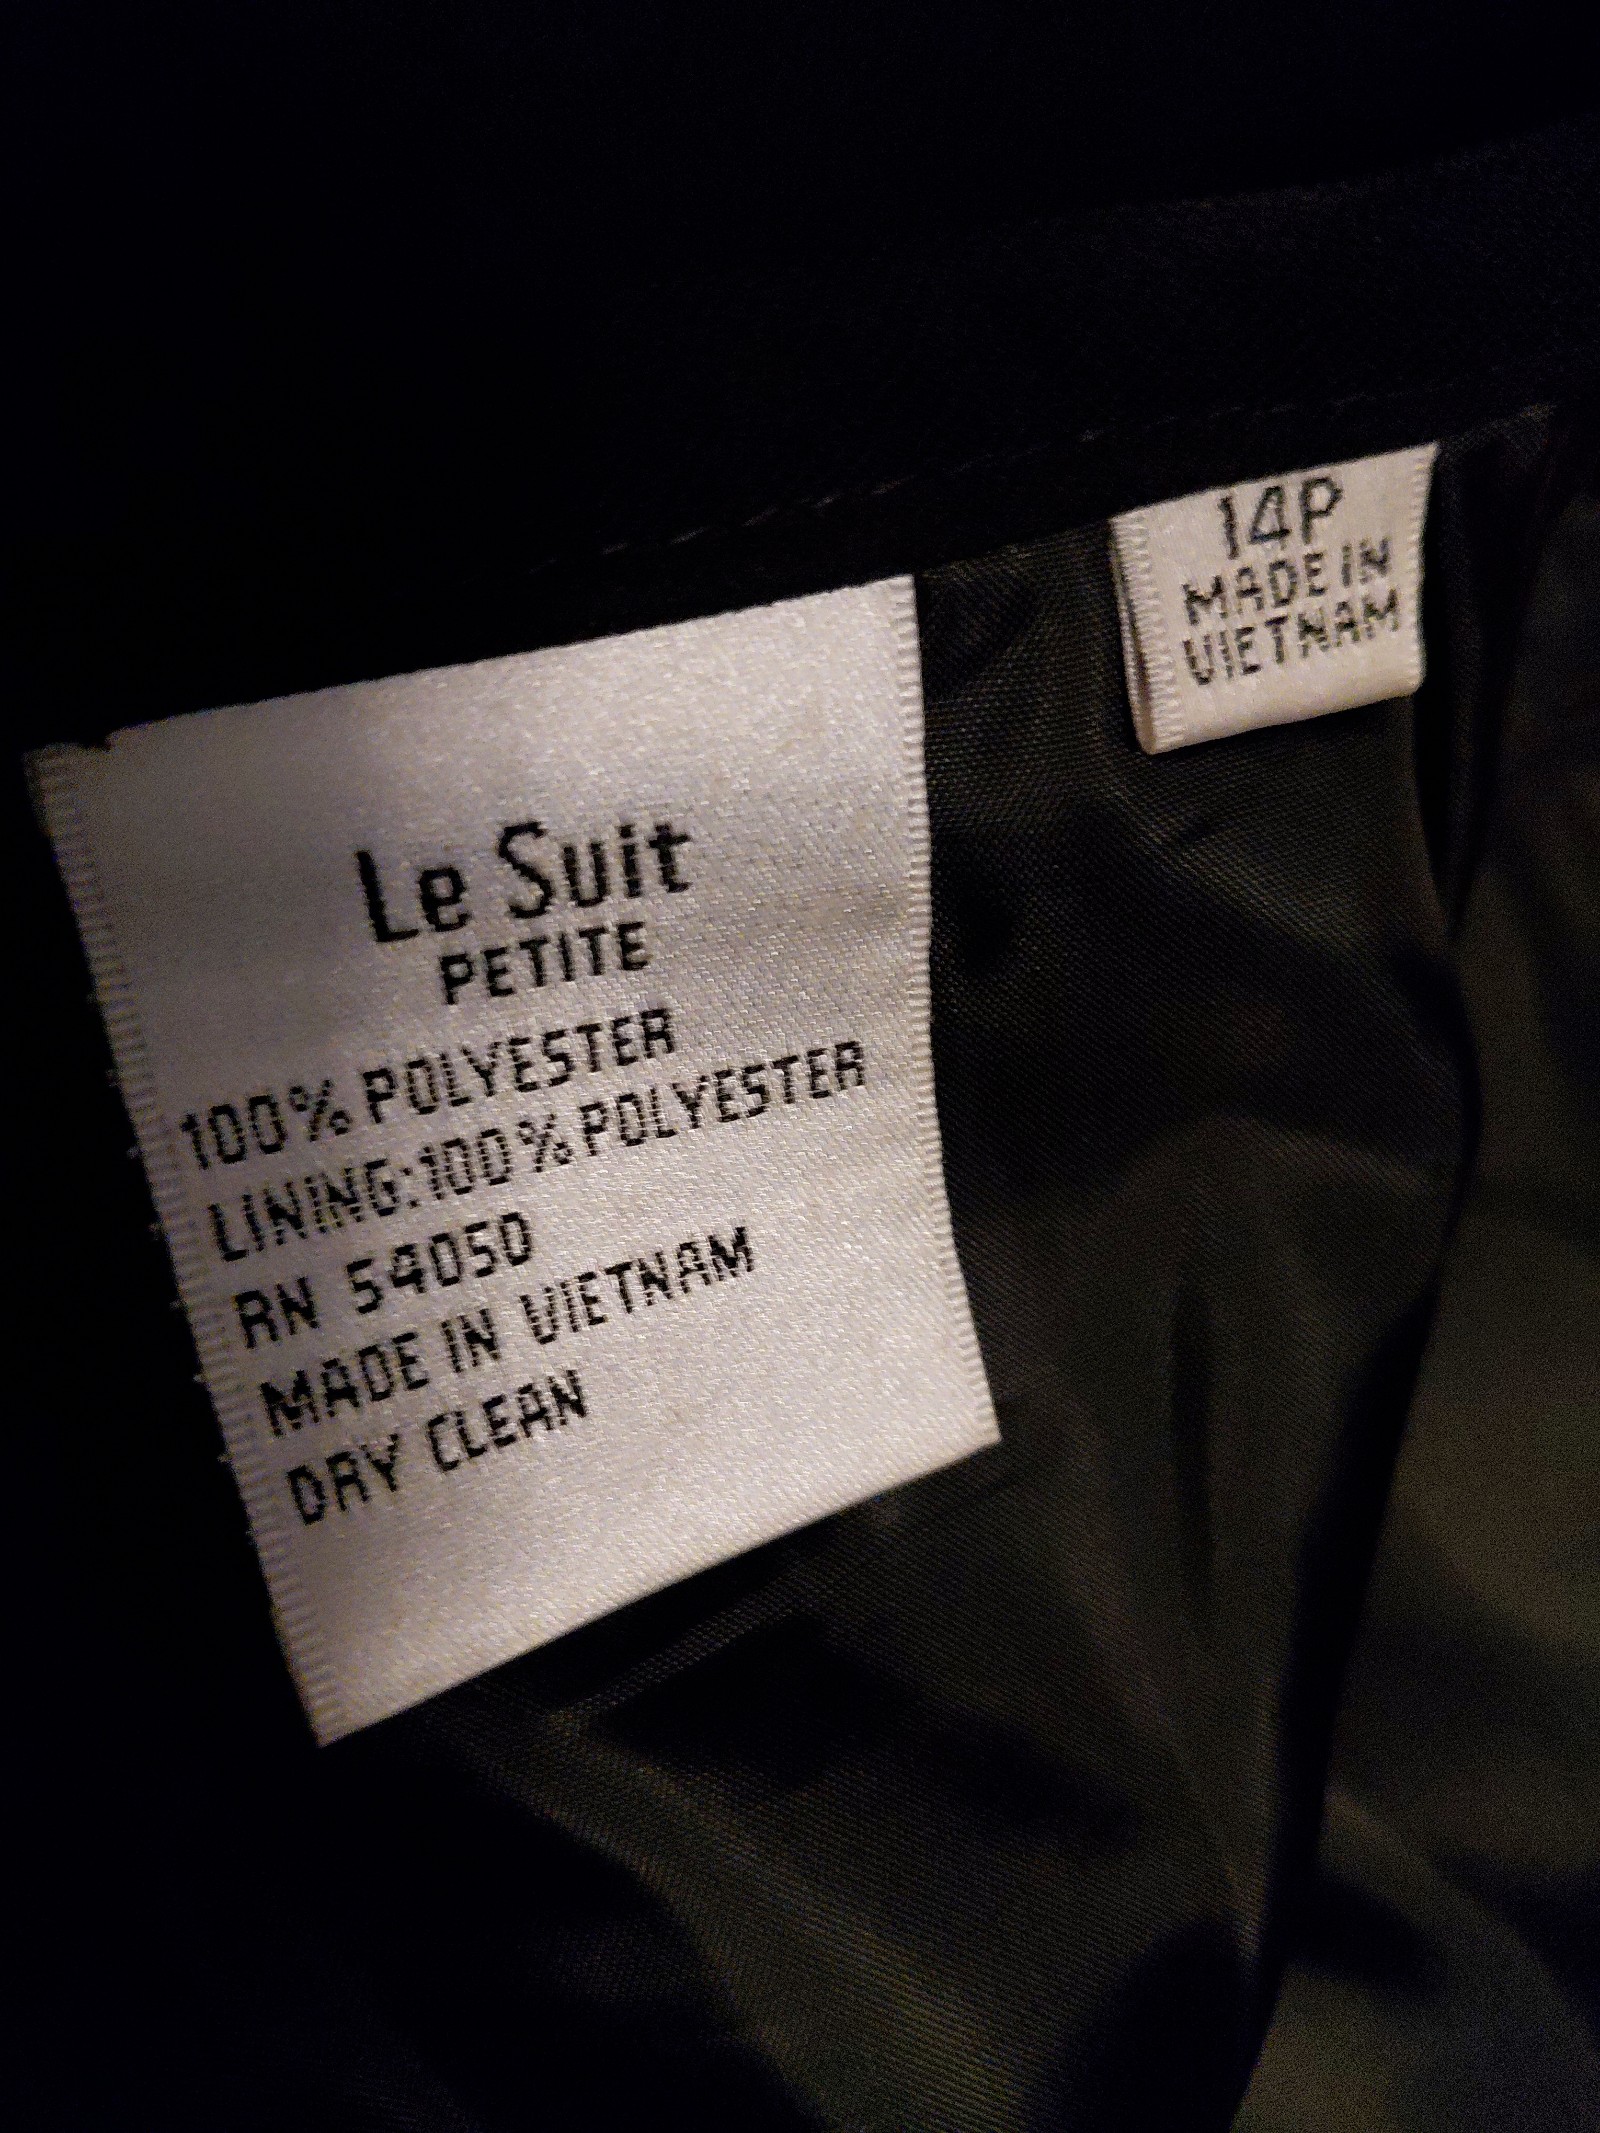 Le Suit
PETITE
100% POLYESTER
LINING:100% POLYESTER
RN 54050
MADE IN VIETNAM
DRY CLEAN
14P
MADE IN
VIETNAM